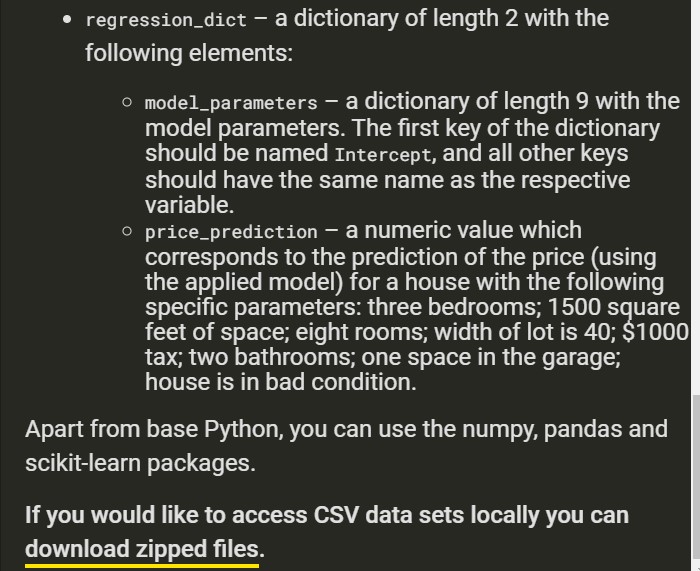 • regression_dict – a dictionary of length 2 with the
following elements:
○ model_parameters – a dictionary of length 9 with the
model parameters. The first key of the dictionary
should be named Intercept, and all other keys
should have the same name as the respective
variable.
○ price_prediction – a numeric value which
corresponds to the prediction of the price (using
the applied model) for a house with the following
specific parameters: three bedrooms; 1500 square
feet of space; eight rooms; width of lot is 40; $1000
tax; two bathrooms; one space in the garage;
house is in bad condition.
Apart from base Python, you can use the numpy, pandas and
scikit-learn packages.
If you would like to access CSV data sets locally you can
download zipped files.